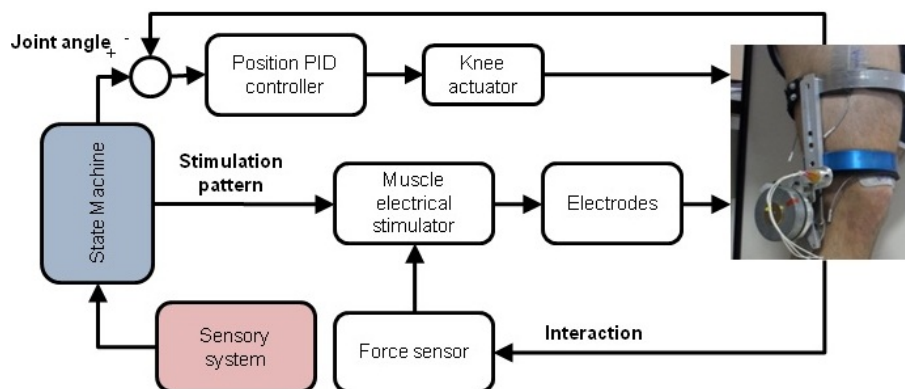 Joint angle
+
-
Position PID
controller
Knee
actuator
State Machine
Stimulation
pattern
Muscle
electrical
stimulator
Electrodes
Sensory
system
Force sensor
Interaction